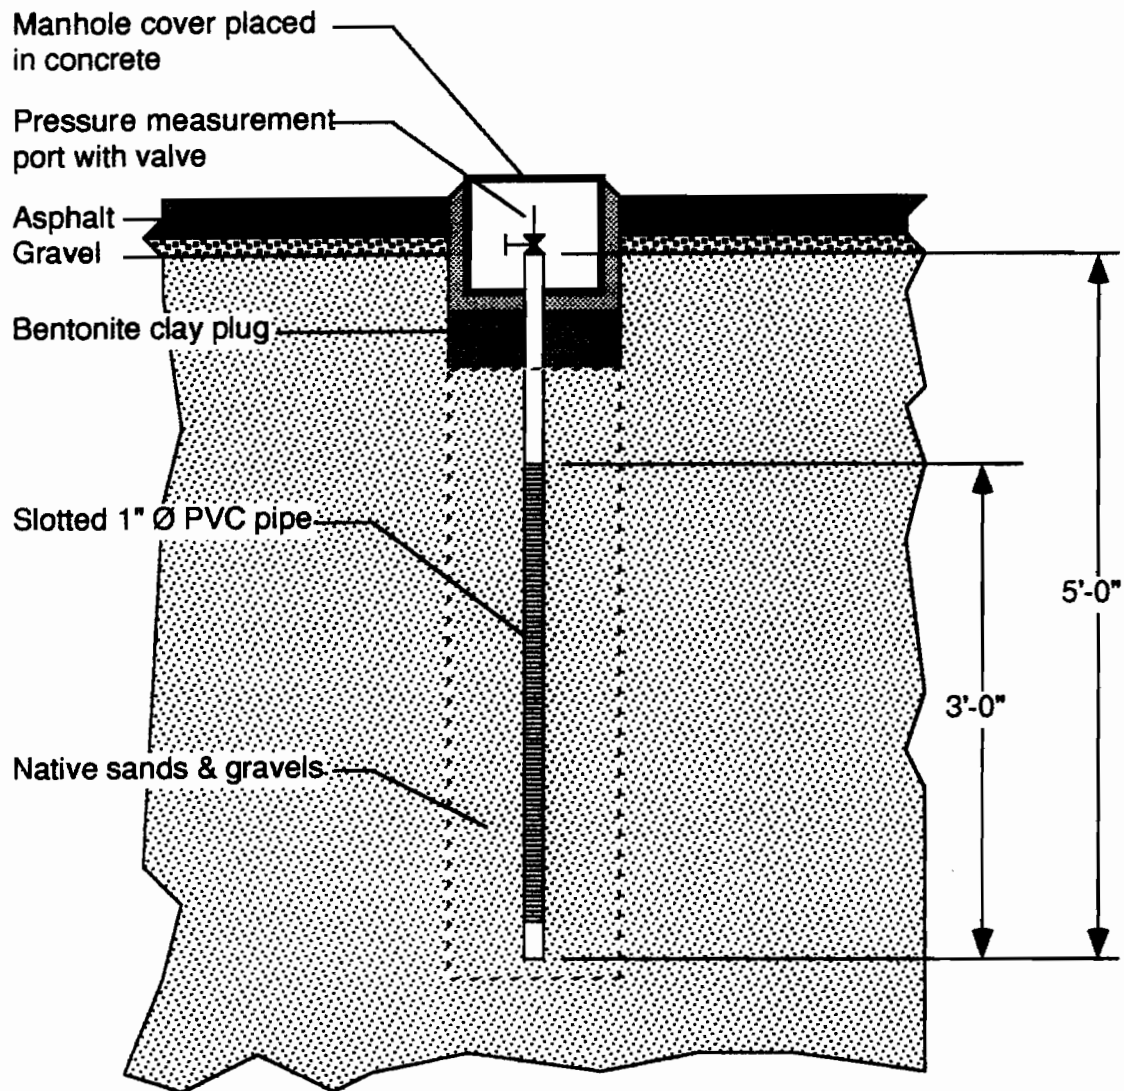 Manhole cover placed
in concrete
Pressure measurement
port with valve
Asphalt
Gravel
Bentonite clay plug
Slotted 1" Ø PVC pipe
5'-0"
3'-0"
Native sands & gravels